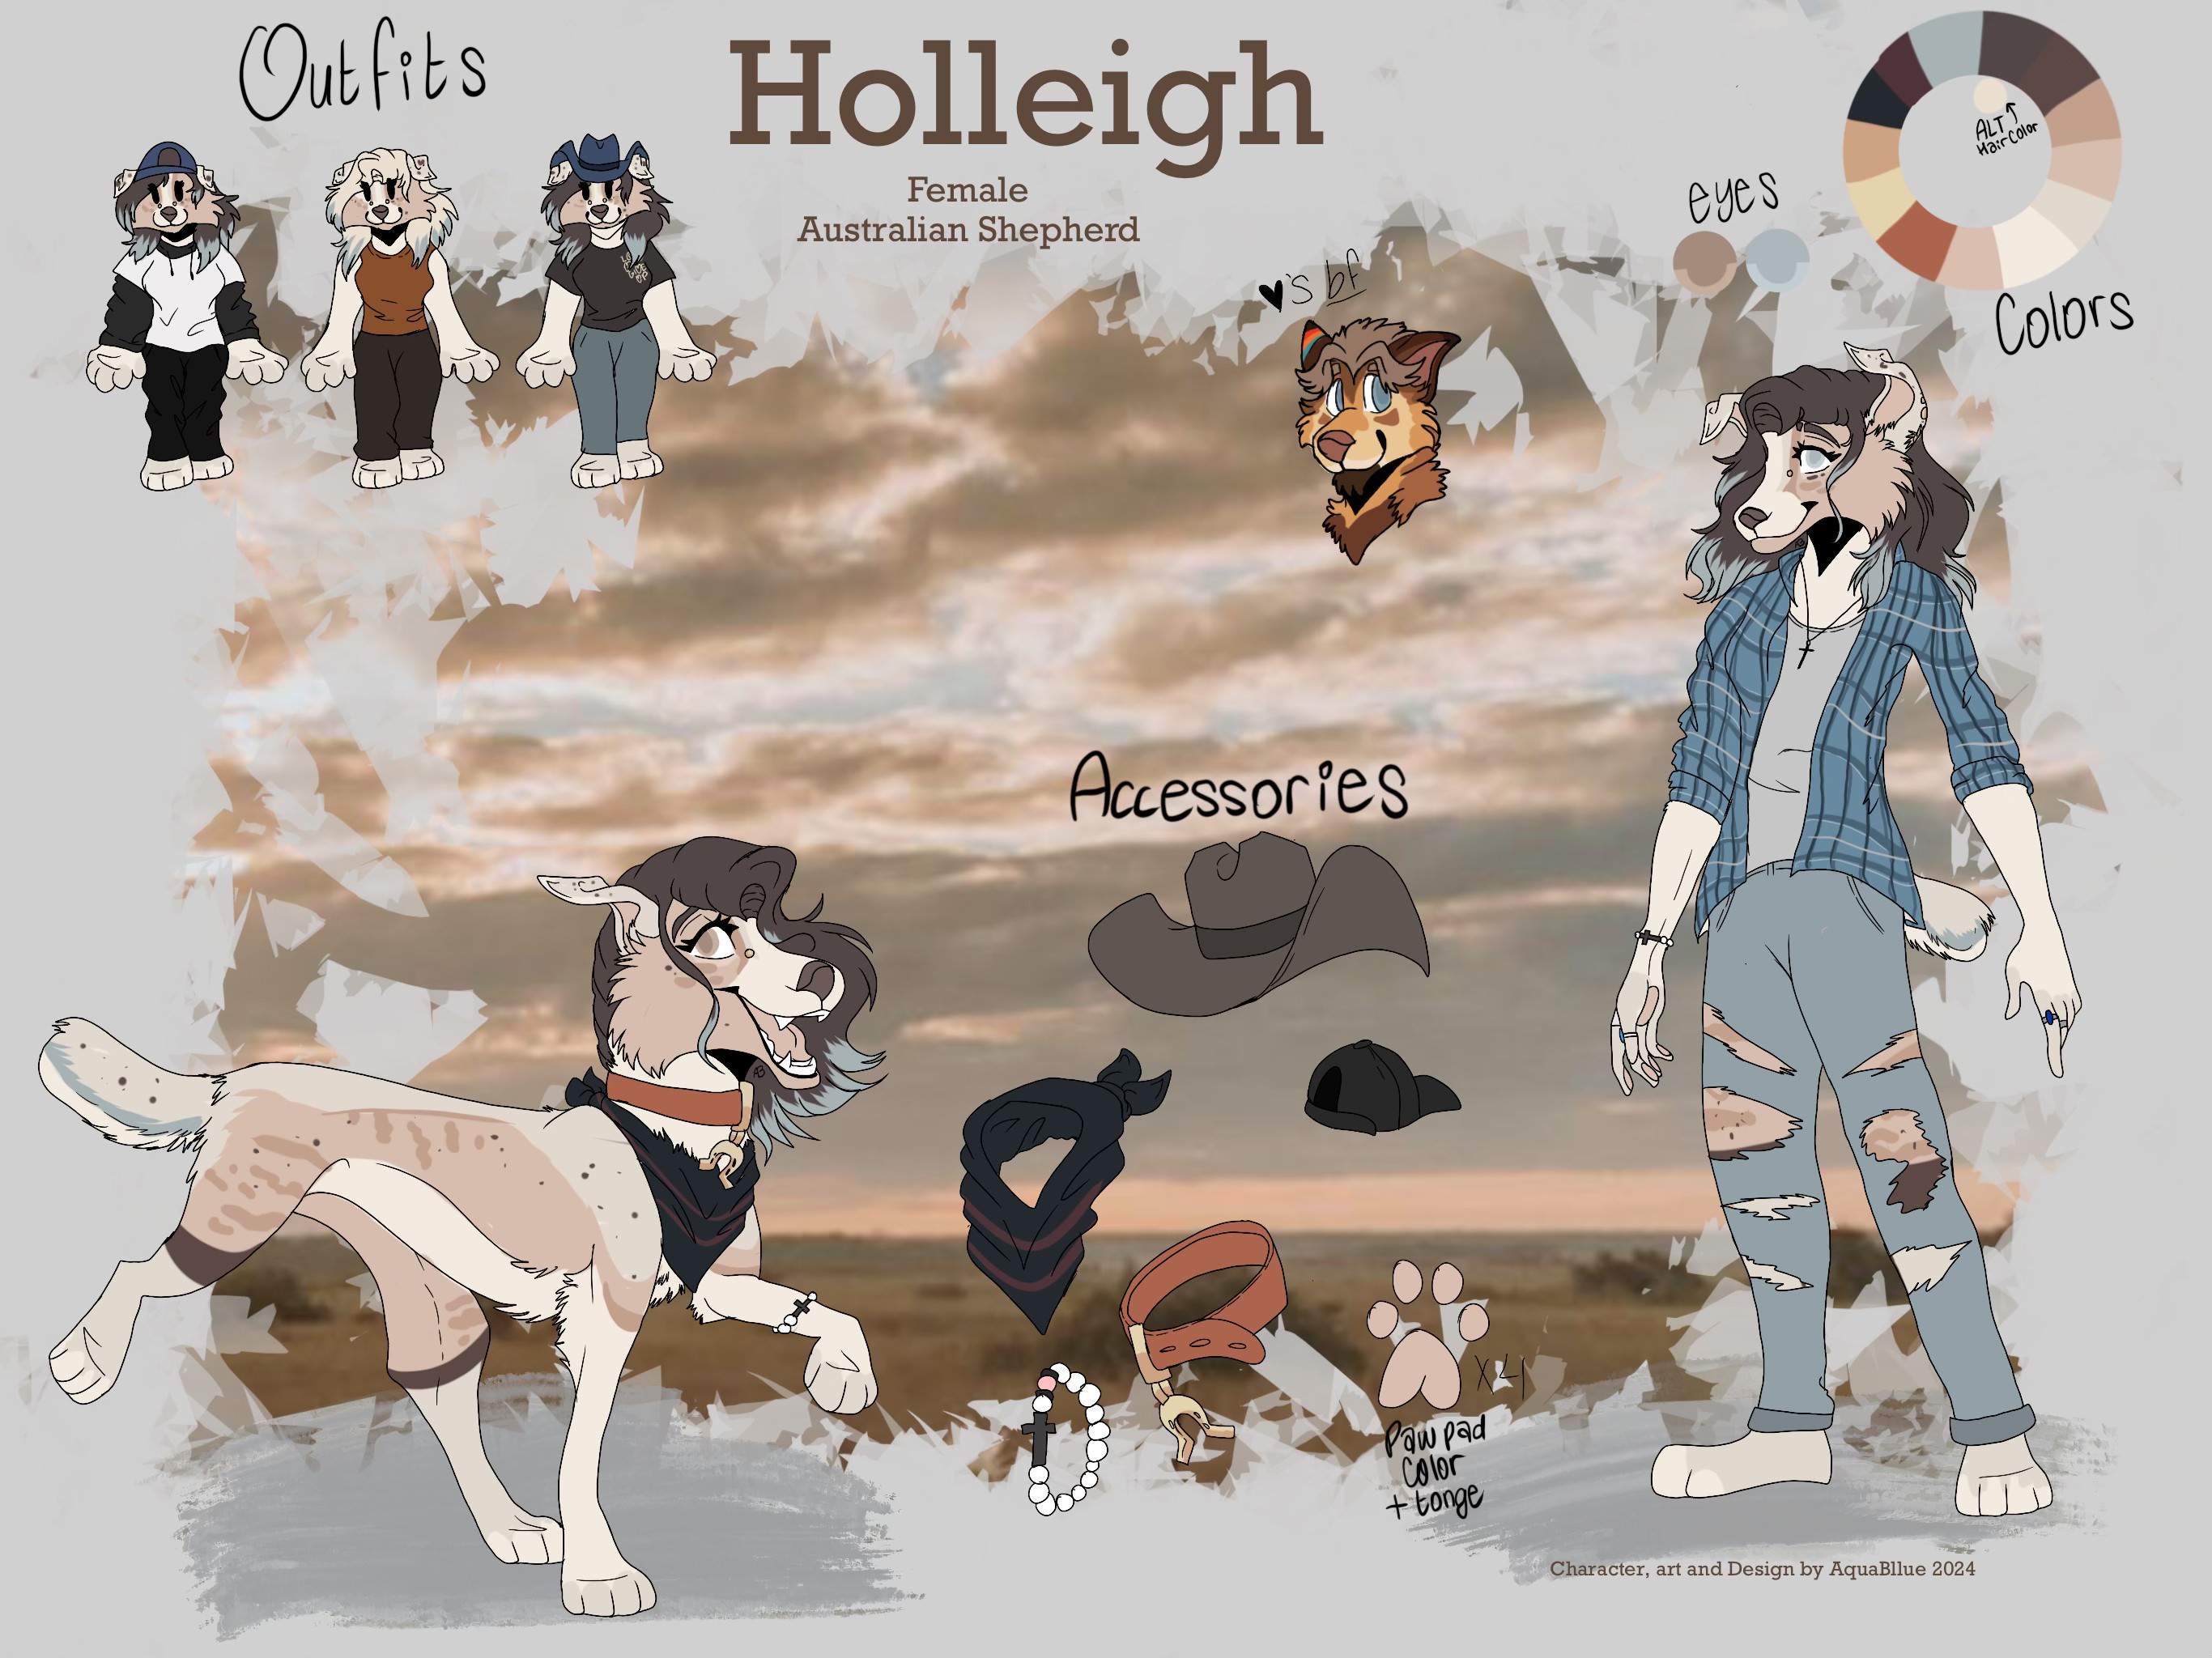 Outfits
Holleigh
Female
Australian Shepherd
ALT
Hair Color
eyes
Colors
♥'s bf
Accessories
x4
Paw pad
Color
+ tonge
Character, art and Design by AquaBllue 2024